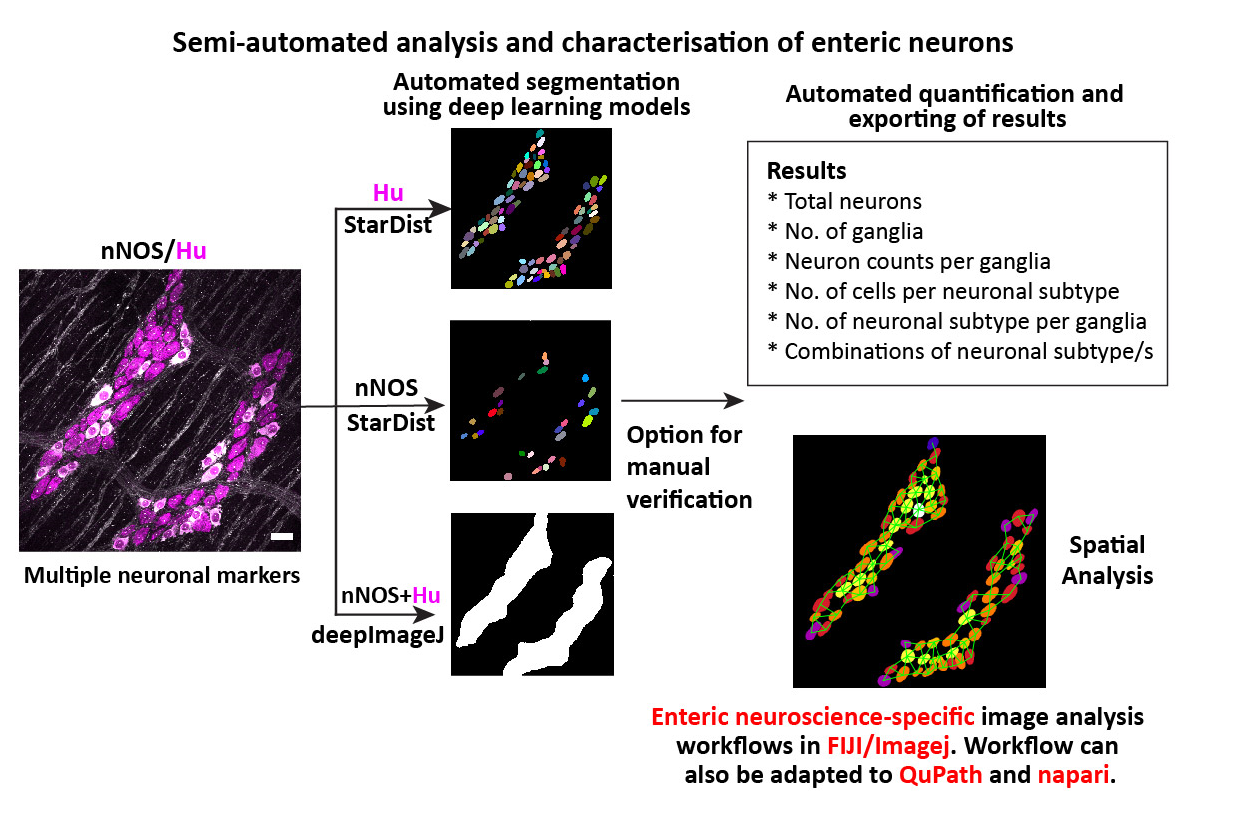 Semi-automated analysis and characterisation of enteric neurons
Automated segmentation
using deep learning models
Automated quantification and
exporting of results
Results
* Total neurons
* No. of ganglia
* Neuron counts per ganglia
* No. of cells per neuronal subtype
* No. of neuronal subtype per ganglia
* Combinations of neuronal subtype/s
Hu
StarDist
nNOS/Hu
nNOS
StarDist
Option for
manual
verification
Multiple neuronal markers
nNOS+Hu
deepImageJ
Spatial
Analysis
Enteric neuroscience-specific image analysis
workflows in FIJI/Imagej. Workflow can
also be adapted to QuPath and napari.